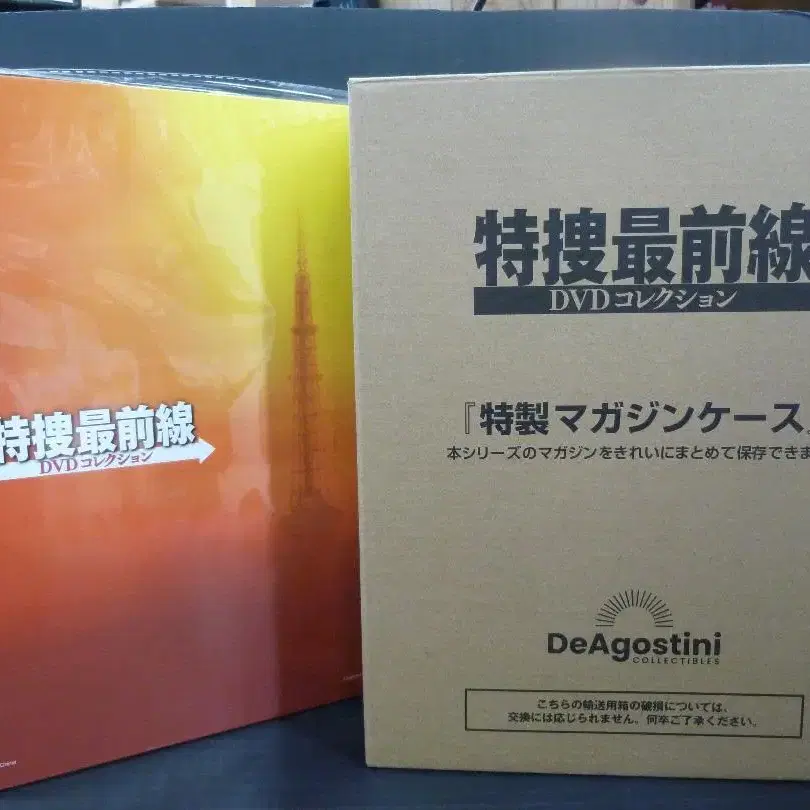 特捜最前線
DVDコレクション
特捜最前線
DVDコレクション
『特製マガジンケース』
本シリーズのマガジンをきれいにまとめて保存できま
DeAgostini
COLLECTIBLES
こちらの輸送用箱の破損については、
交換には応じられません。何卒ご了承ください。